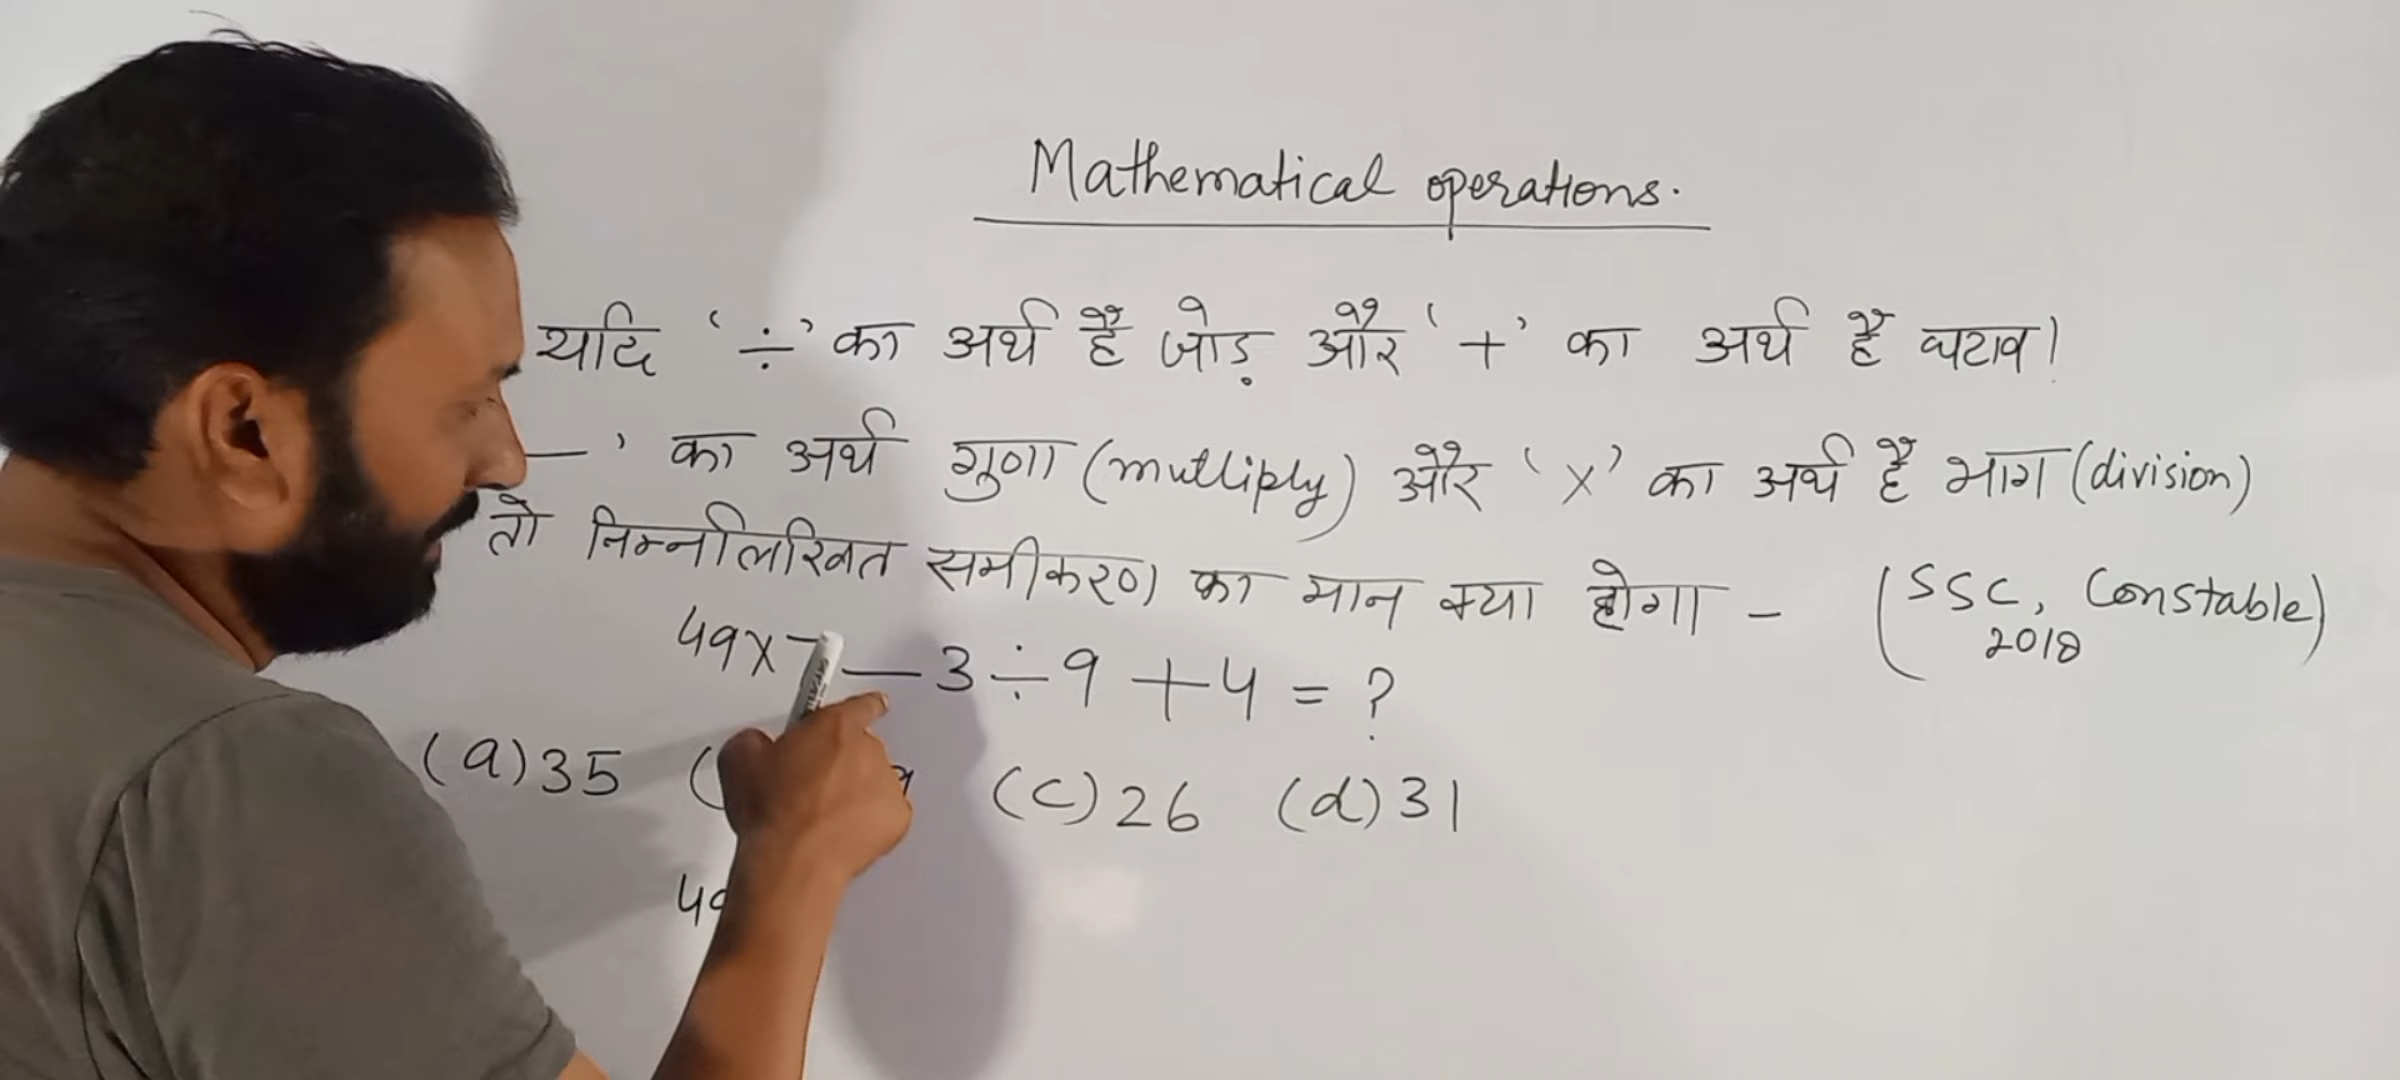 Mathematical operations.
यदि '÷' का अर्थ है जोड़ और '+' का अर्थ है घटाव।
—' का अर्थ गुणा (multiply) और 'x' का अर्थ है भाग (division)
तो निम्नलिखित समीकरण का मान क्या होगा - (SSC, Constable)
2018
49x7 — 3 ÷ 9 + 4 = ?
(a) 35 ( (c) 26 (d) 31